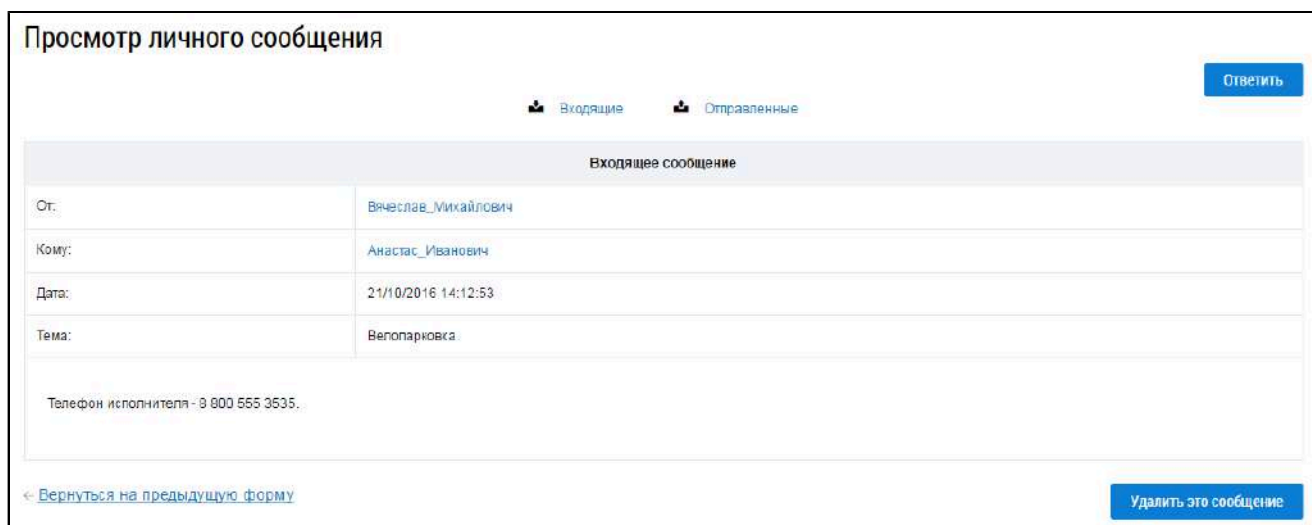 Просмотр личного сообщения
Ответить
Входящие Отправленные
Входящее сообщение
От: Вячеслав_Михайлович
Кому: Анастас_Иванович
Дата: 21/10/2016 14:12:53
Тема: Велопарковка
Телефон исполнителя - 8 800 555 3535.
← Вернуться на предыдущую форму
Удалить это сообщение